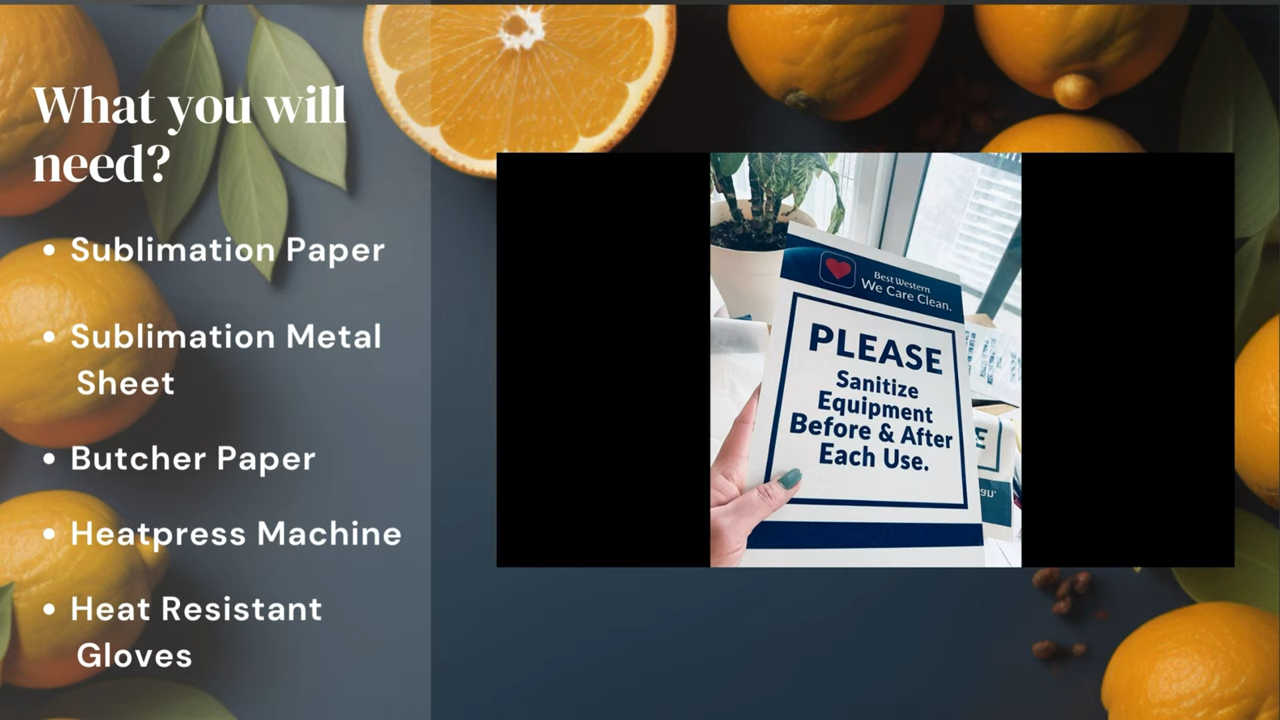 What you will
need?
• Sublimation Paper
• Sublimation Metal
Sheet
• Butcher Paper
• Heatpress Machine
• Heat Resistant
Gloves
Best Western
We Care Clean.
PLEASE
Sanitize
Equipment
Before & After
Each Use.